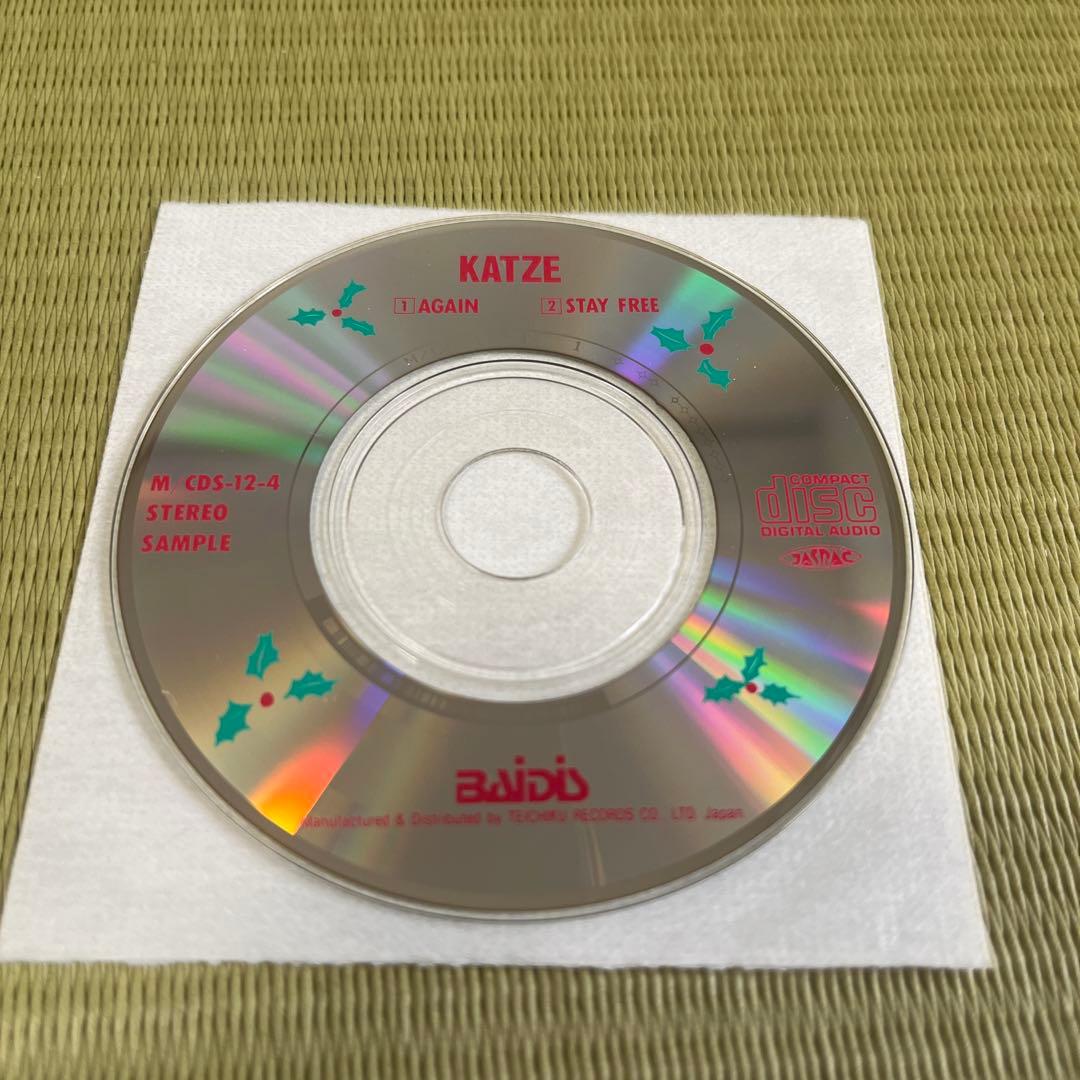 KATZE
1 AGAIN 2 STAY FREE
M/CDS-12-4
STEREO
SAMPLE
COMPACT
disc
DIGITAL AUDIO
JASRAC
BAiDiS
Manufactured & Distributed by TEICHIKU RECORDS CO., LTD. Japan.